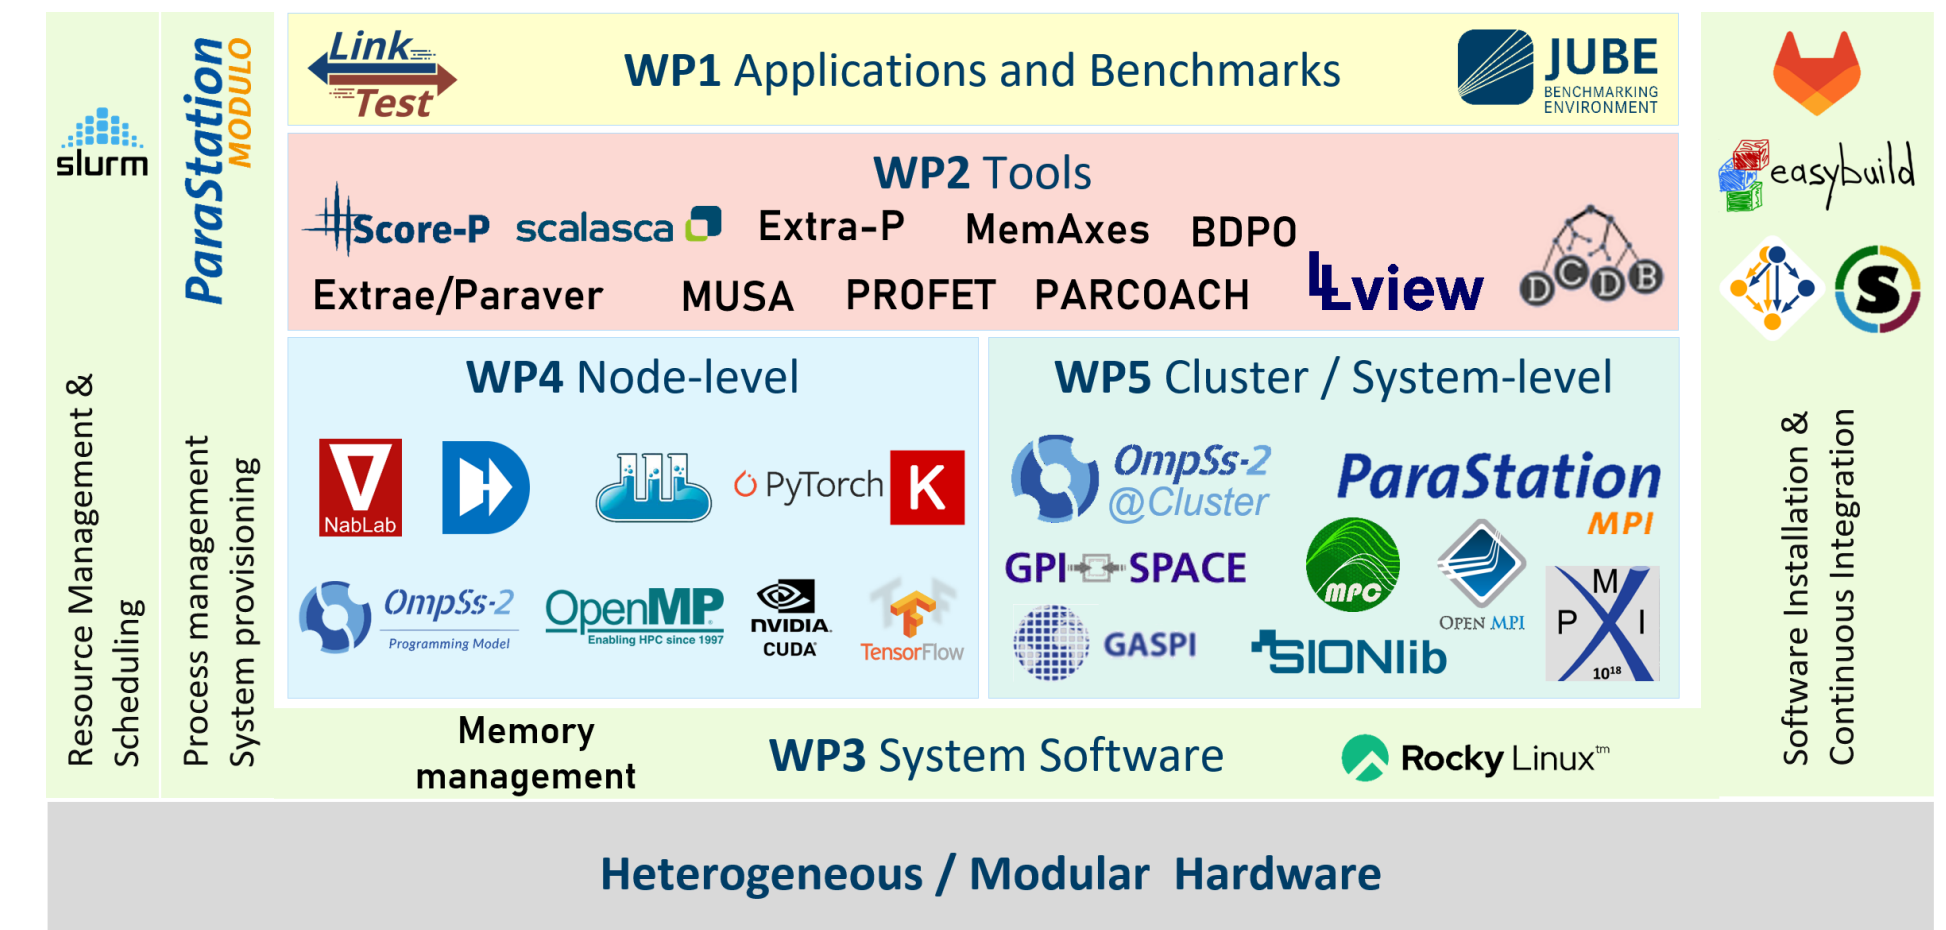 slurm
Resource Management &
Scheduling
ParaStation
MODULO
Process management
System provisioning
Link
Test
WP1 Applications and Benchmarks
JUBE
BENCHMARKING
ENVIRONMENT
WP2 Tools
Score-P
scalasca
Extra-P
MemAxes
BDPO
Extrae/Paraver
MUSA
PROFET
PARCOACH
LLview
DCDB
WP4 Node-level
NabLab
PyTorch
K
OmpSs-2
Programming Model
OpenMP
Enabling HPC since 1997
NVIDIA.
CUDA
TensorFlow
WP5 Cluster / System-level
OmpSs-2
@Cluster
ParaStation
MPI
GPI SPACE
MPC
OPEN MPI
GASPI
SIONlib
M
P I
10¹⁸
Memory
management
WP3 System Software
Rocky Linux™
easybuild
S
Software Installation &
Continuous Integration
Heterogeneous / Modular Hardware